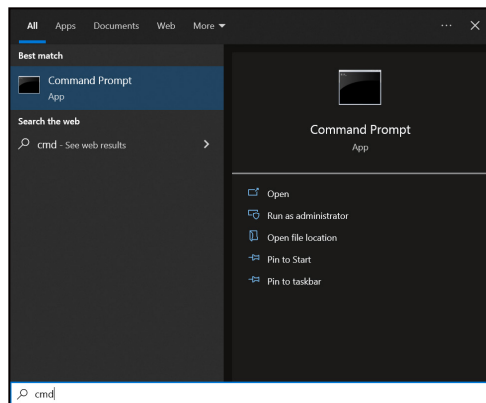 All Apps Documents Web More
Best match
Command Prompt
App
Search the web
cmd - See web results
Command Prompt
App
Open
Run as administrator
Open file location
Pin to Start
Pin to taskbar
cmd